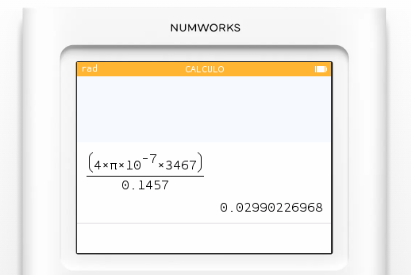 NUMWORKS
rad CALCULO
(4×π×10⁻⁷×3467)
0.1457
0.02990226968